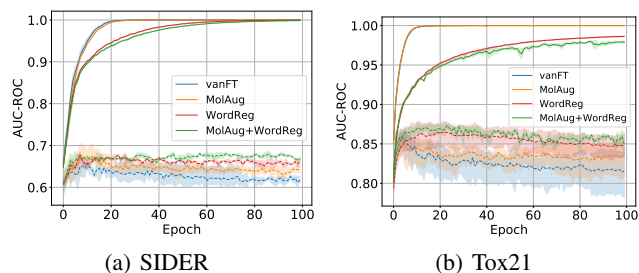 1.0
0.9
0.8
0.7
0.6
AUC-ROC
0 20 40 60 80 100
Epoch
vanFT
MolAug
WordReg
MolAug+WordReg
(a) SIDER
1.00
0.95
0.90
0.85
0.80
AUC-ROC
0 20 40 60 80 100
Epoch
vanFT
MolAug
WordReg
MolAug+WordReg
(b) Tox21